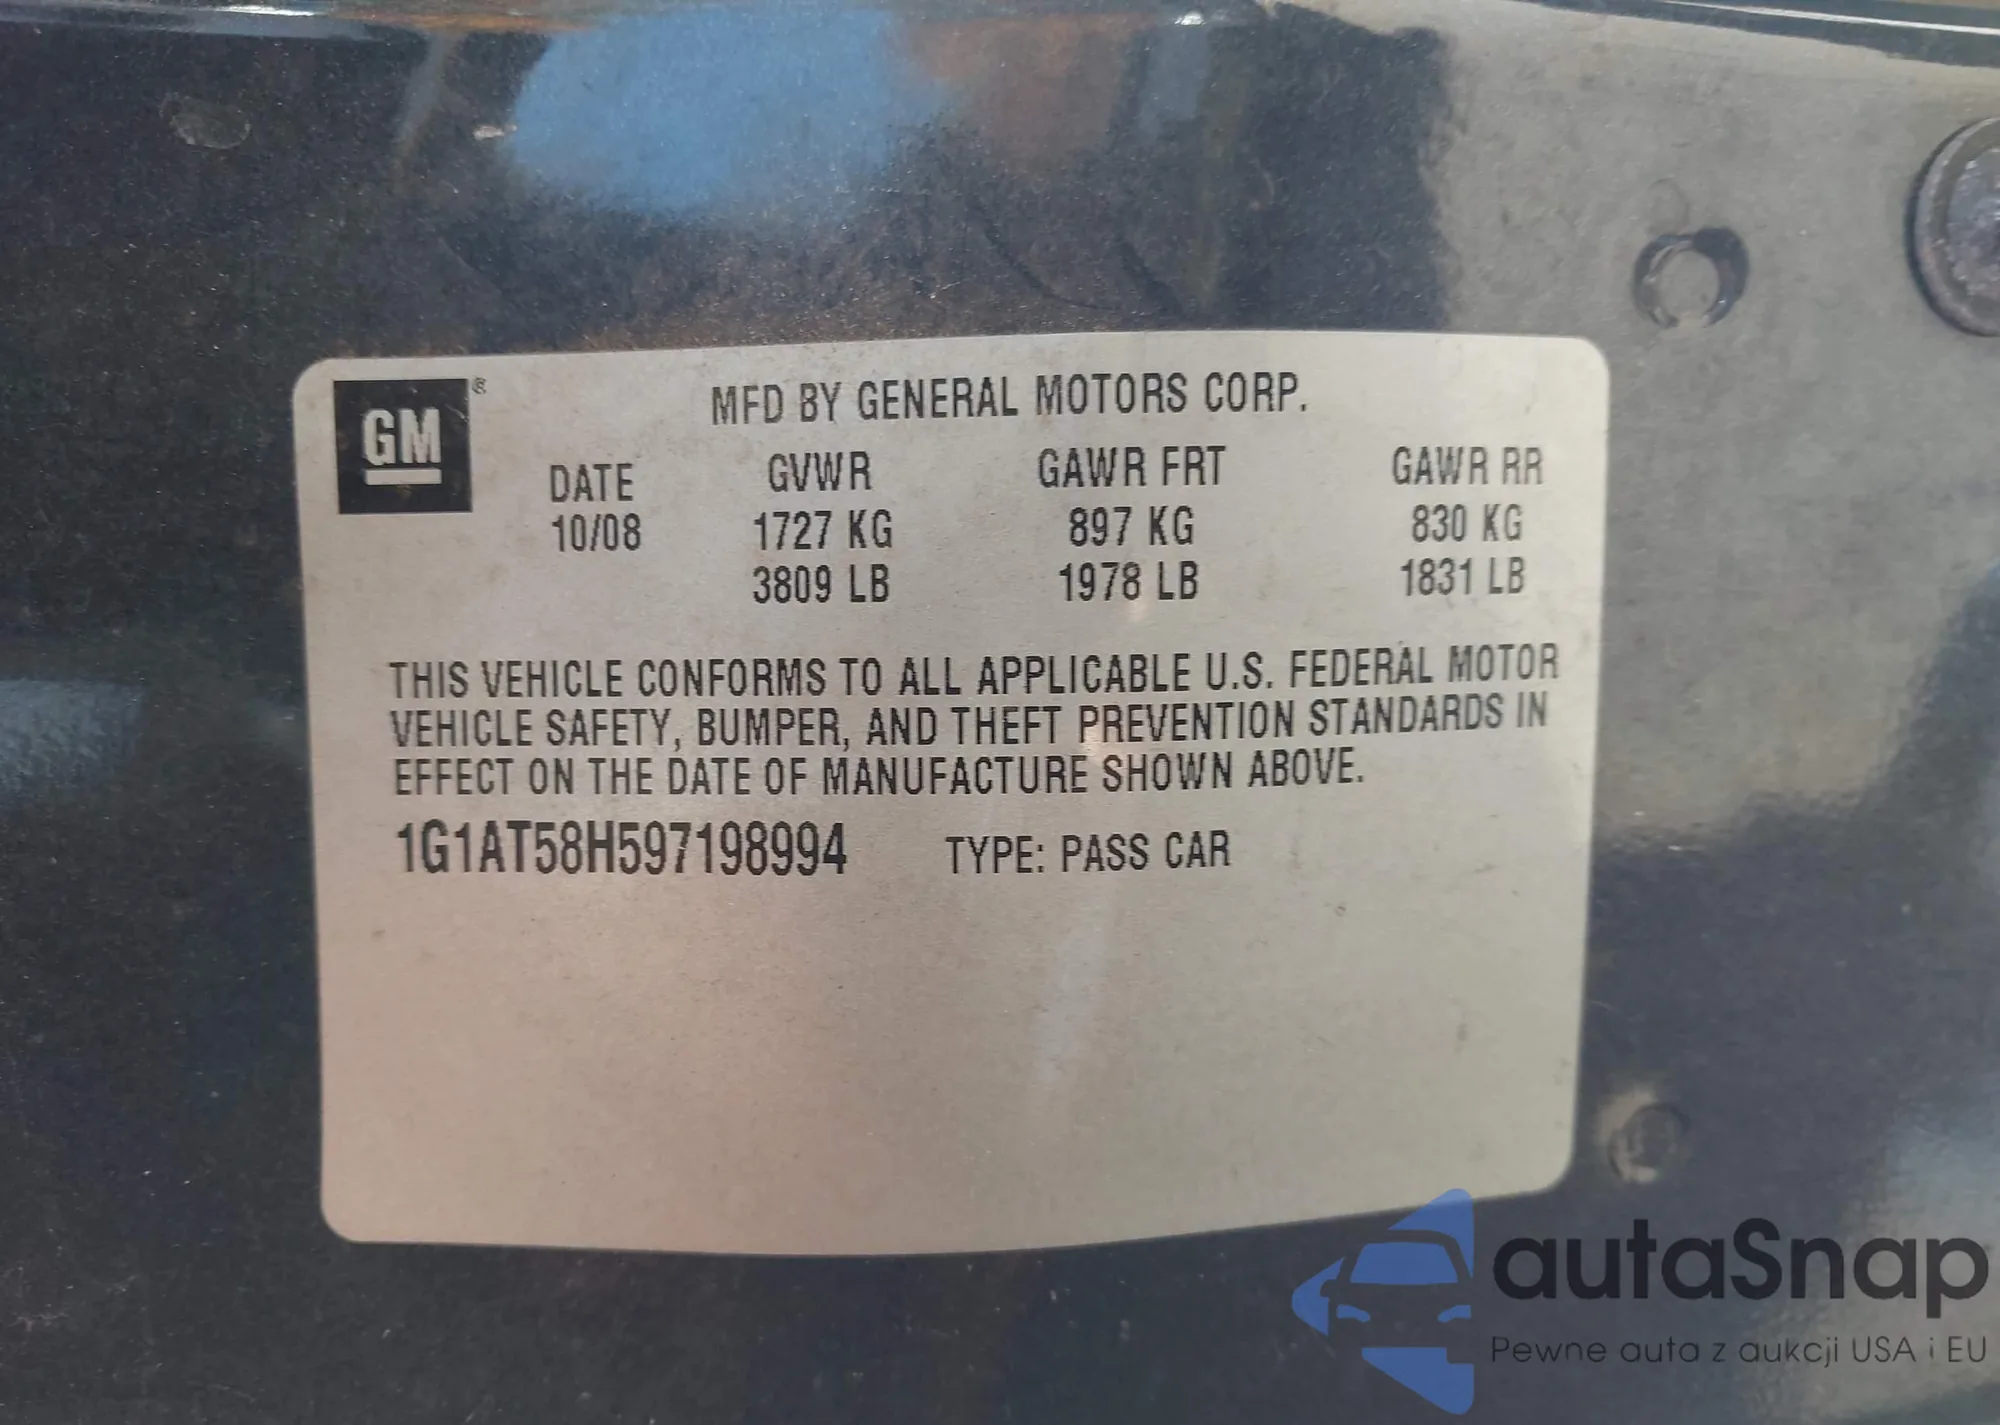 GM ®
MFD BY GENERAL MOTORS CORP.
DATE GVWR GAWR FRT GAWR RR
10/08 1727 KG 897 KG 830 KG
3809 LB 1978 LB 1831 LB
THIS VEHICLE CONFORMS TO ALL APPLICABLE U.S. FEDERAL MOTOR
VEHICLE SAFETY, BUMPER, AND THEFT PREVENTION STANDARDS IN
EFFECT ON THE DATE OF MANUFACTURE SHOWN ABOVE.
1G1AT58H597198994 TYPE: PASS CAR
autaSnap
Pewne auta z aukcji USA i EU